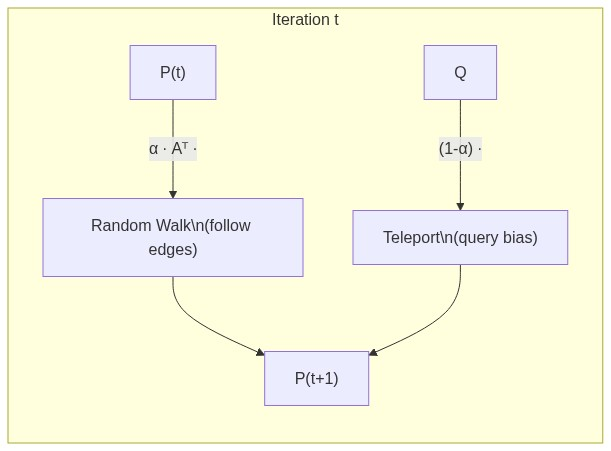 Iteration t
P(t)
Q
α · Aᵀ ·
(1-α) ·
Random Walk\n(follow
edges)
Teleport\n(query bias)
P(t+1)